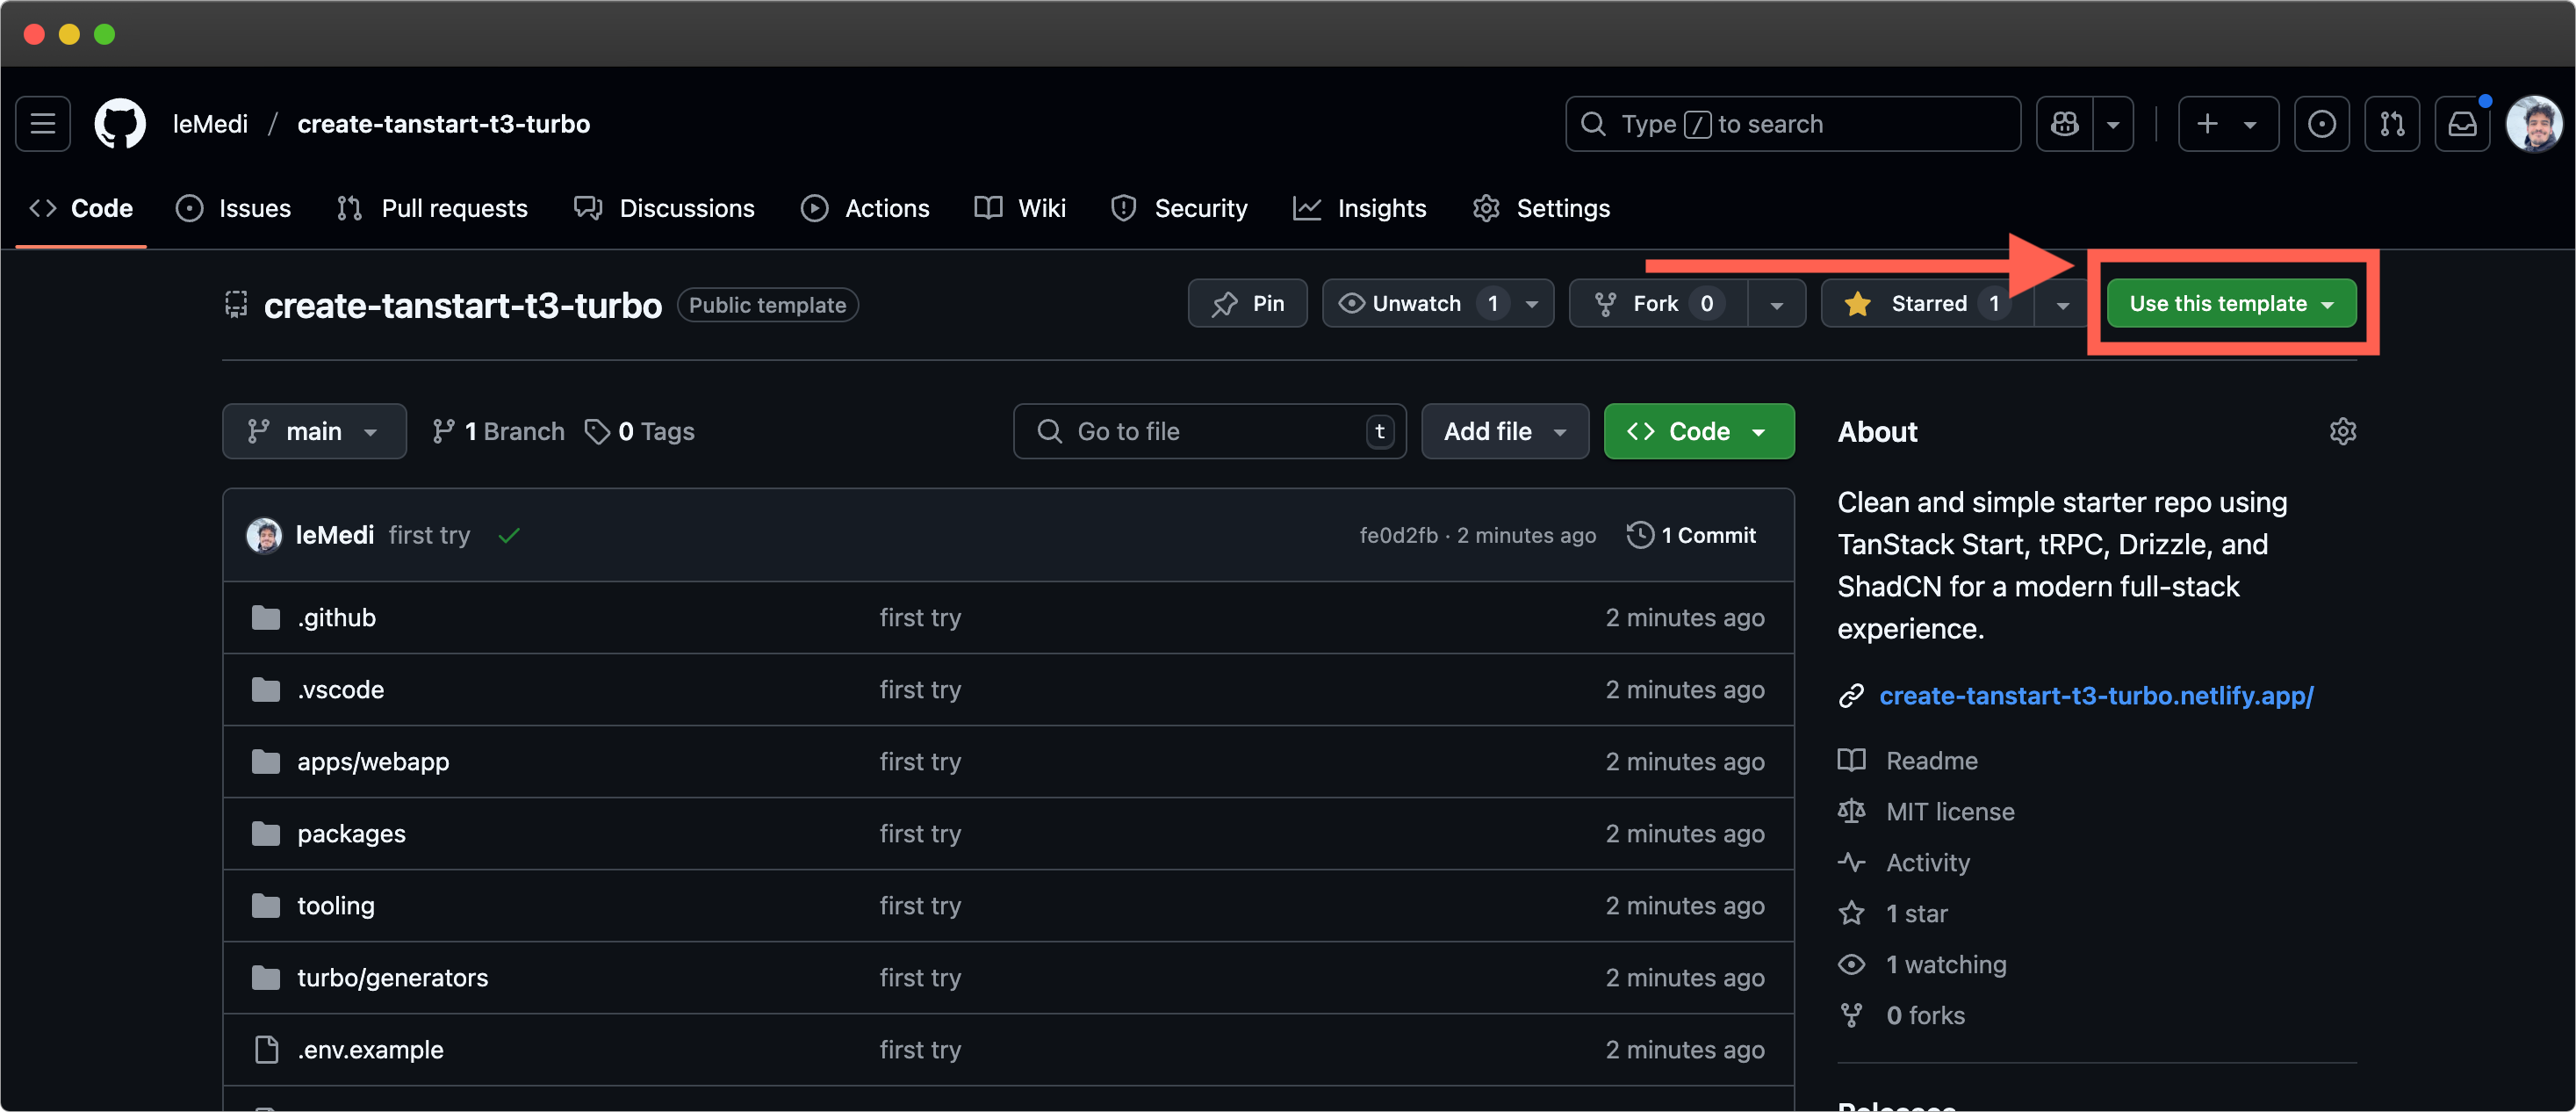 leMedi / create-tanstart-t3-turbo
Type / to search
Code
Issues
Pull requests
Discussions
Actions
Wiki
Security
Insights
Settings
create-tanstart-t3-turbo
Public template
Pin
Unwatch 1
Fork 0
Starred 1
Use this template
main
1 Branch
0 Tags
Go to file
t
Add file
Code
leMedi first try
fe0d2fb · 2 minutes ago
1 Commit
.github first try 2 minutes ago
.vscode first try 2 minutes ago
apps/webapp first try 2 minutes ago
packages first try 2 minutes ago
tooling first try 2 minutes ago
turbo/generators first try 2 minutes ago
.env.example first try 2 minutes ago
About
Clean and simple starter repo using
TanStack Start, tRPC, Drizzle, and
ShadCN for a modern full-stack
experience.
create-tanstart-t3-turbo.netlify.app/
Readme
MIT license
Activity
1 star
1 watching
0 forks
Releases